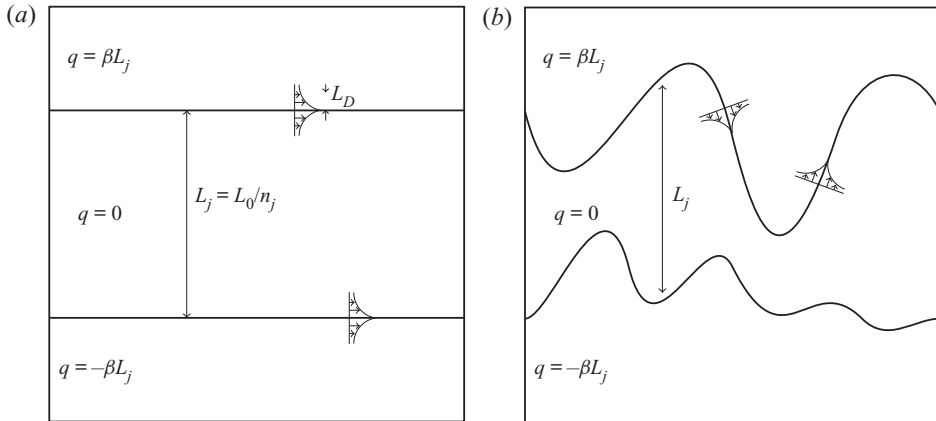 (a)
q = βL_j
L_D
L_j = L_0/n_j
q = 0
q = −βL_j
(b)
q = βL_j
L_j
q = 0
q = −βL_j